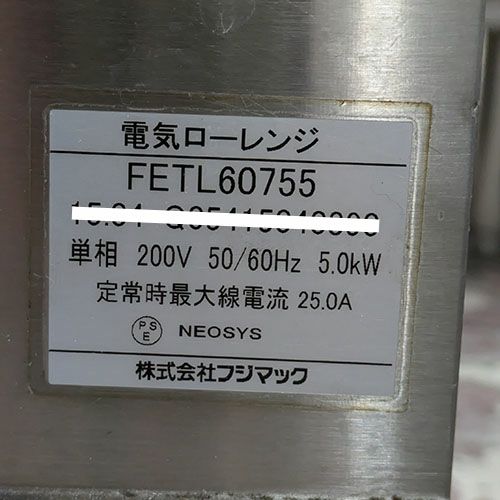 電気ローレンジ
FETL60755
単相 200V 50/60Hz 5.0kW
定常時最大線電流 25.0A
PSE NEOSYS
株式会社フジマック